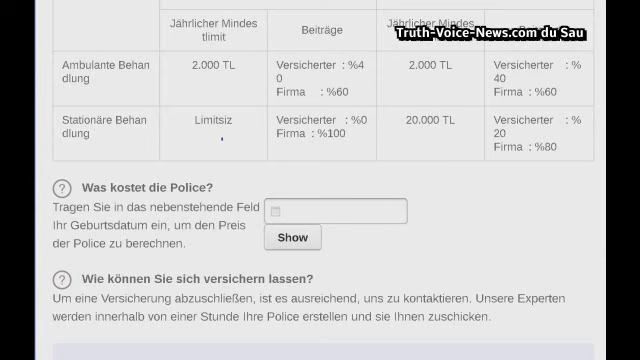 Truth-Voice-News.com du Sau
Jährlicher Mindes
tlimit
Beiträge
Jährlicher Mindes
Ambulante Behan
dlung
2.000 TL
Versicherter : %4
0
Firma : %60
2.000 TL
Versicherter : %
40
Firma : %60
Stationäre Behan
dlung
Limitsiz
Versicherter : %0
Firma : %100
20.000 TL
Versicherter : %
20
Firma : %80
? Was kostet die Police?
Tragen Sie in das nebenstehende Feld
Ihr Geburtsdatum ein, um den Preis
der Police zu berechnen.
Show
? Wie können Sie sich versichern lassen?
Um eine Versicherung abzuschließen, ist es ausreichend, uns zu kontaktieren. Unsere Experten
werden innerhalb von einer Stunde Ihre Police erstellen und sie Ihnen zuschicken.